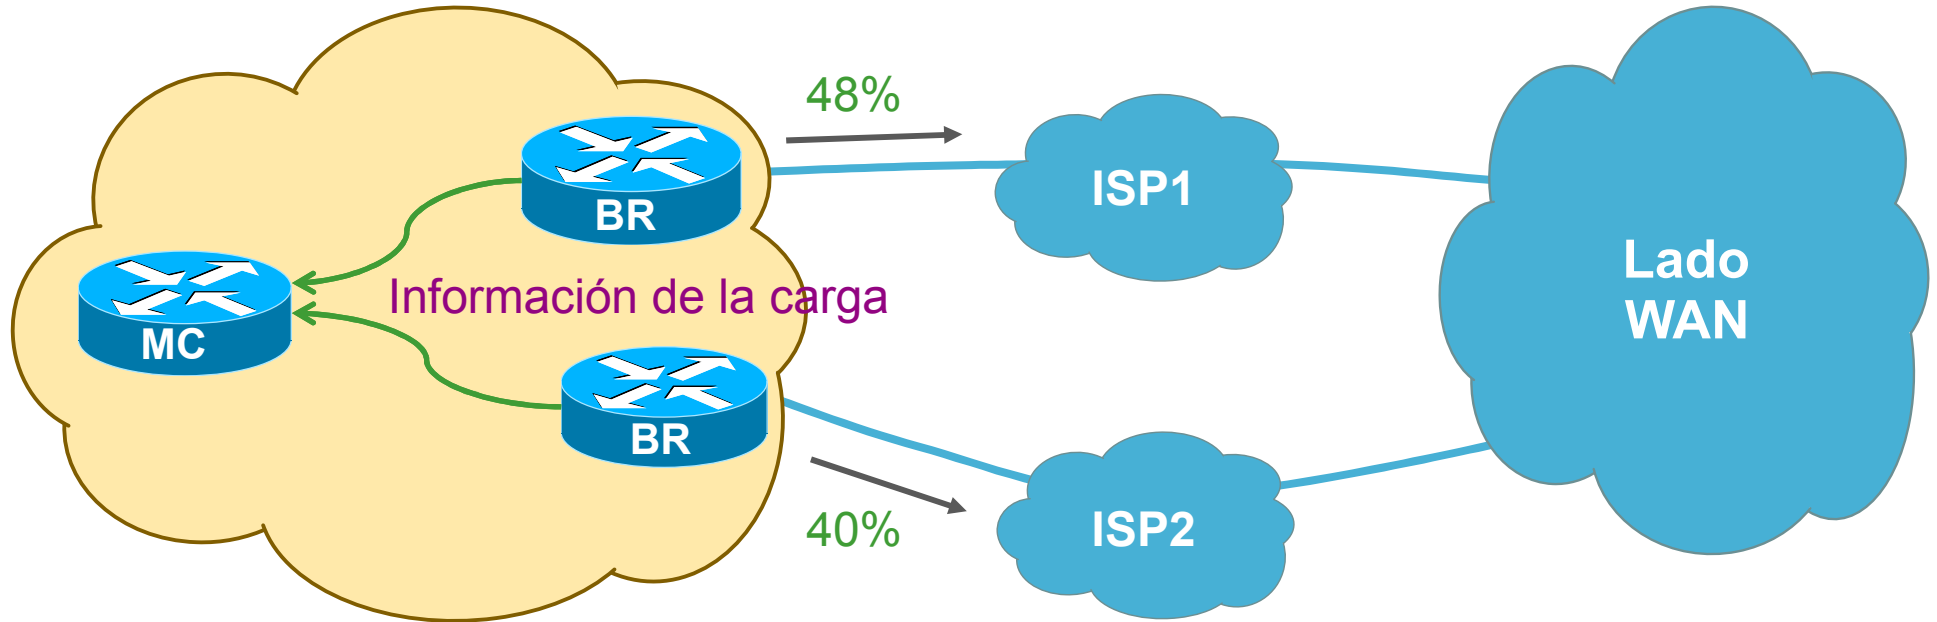 48%
BR
ISP1
Información de la carga
Lado
WAN
MC
BR
40%
ISP2